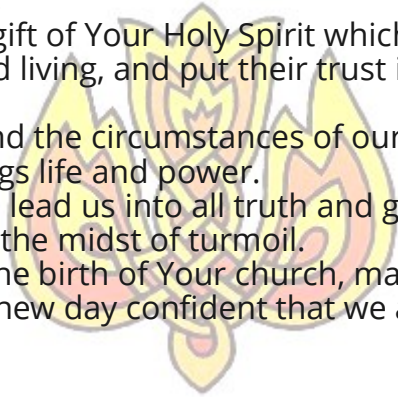 gift of Your Holy Spirit which
d living, and put their trust i
nd the circumstances of our
gs life and power.
lead us into all truth and g
the midst of turmoil.
he birth of Your church, ma
new day confident that we a